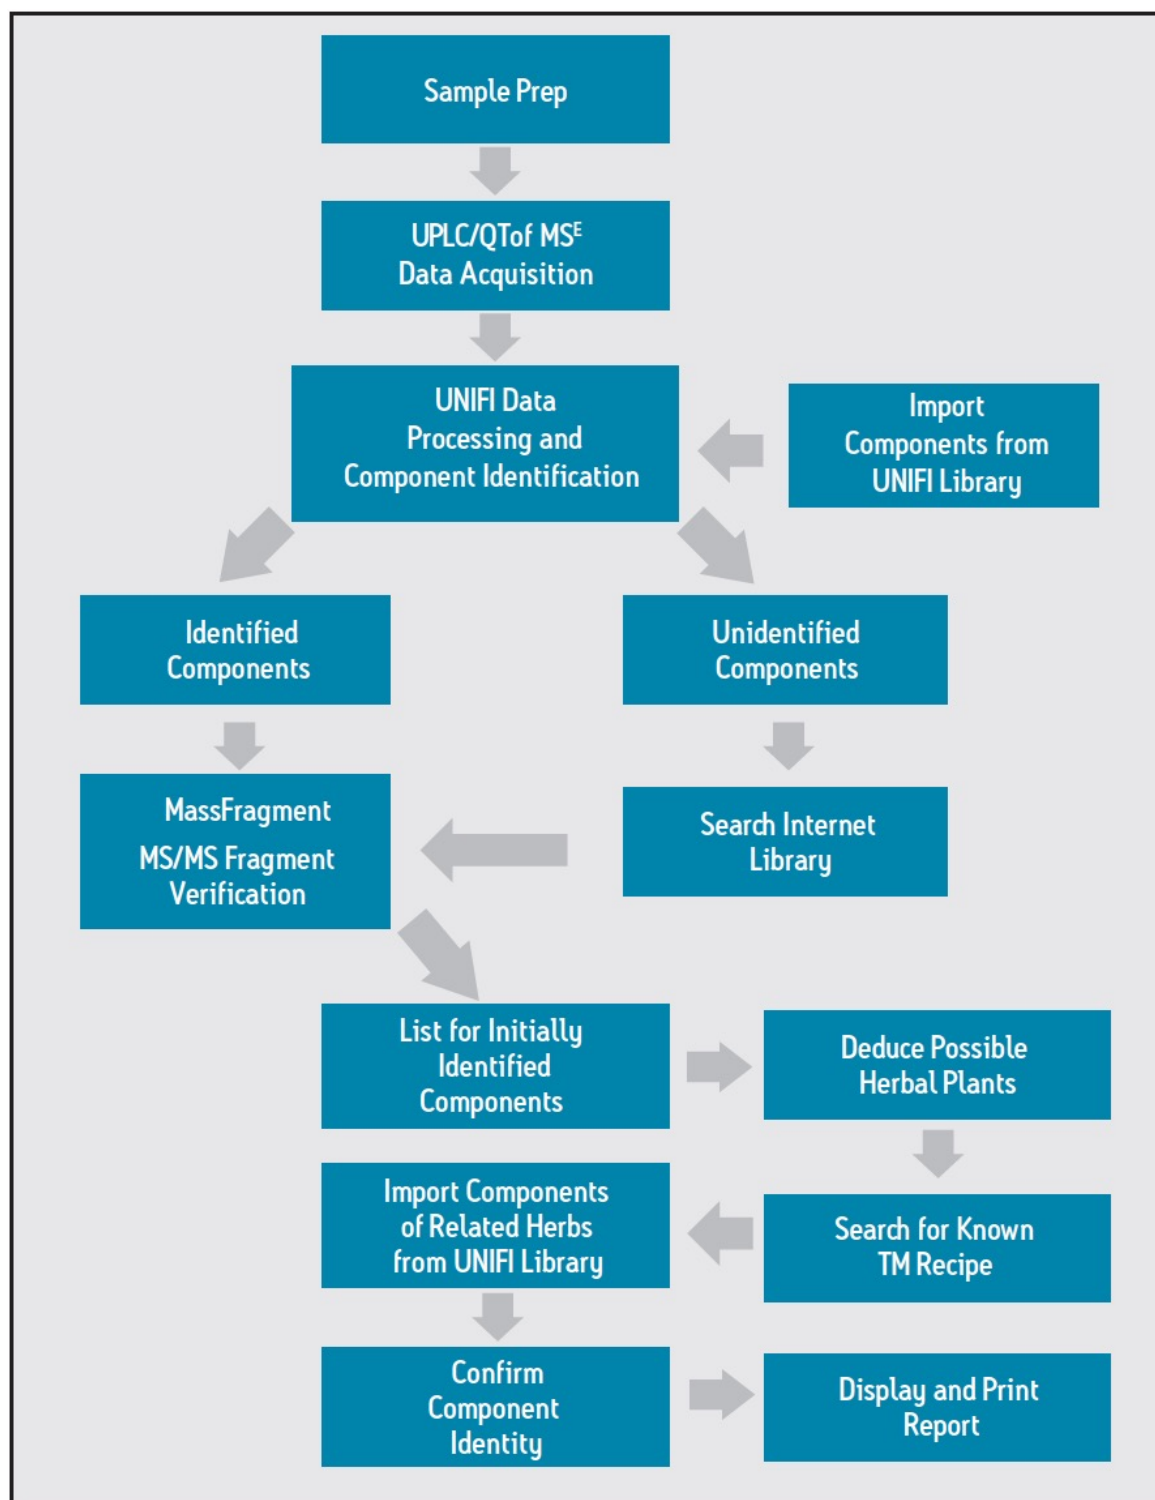 Sample Prep
UPLC/QTof MSᴱ
Data Acquisition
UNIFI Data
Processing and
Component Identification
Import
Components from
UNIFI Library
Identified
Components
Unidentified
Components
MassFragment
MS/MS Fragment
Verification
Search Internet
Library
List for Initially
Identified
Components
Deduce Possible
Herbal Plants
Import Components
of Related Herbs
from UNIFI Library
Search for Known
TM Recipe
Confirm
Component
Identity
Display and Print
Report